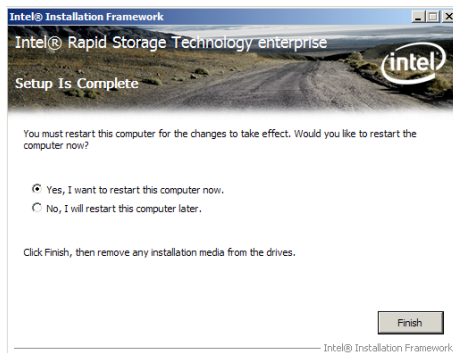 Intel® Installation Framework
Intel® Rapid Storage Technology enterprise
intel
Setup Is Complete
You must restart this computer for the changes to take effect. Would you like to restart the
computer now?
Yes, I want to restart this computer now.
No, I will restart this computer later.
Click Finish, then remove any installation media from the drives.
Finish
Intel® Installation Framework